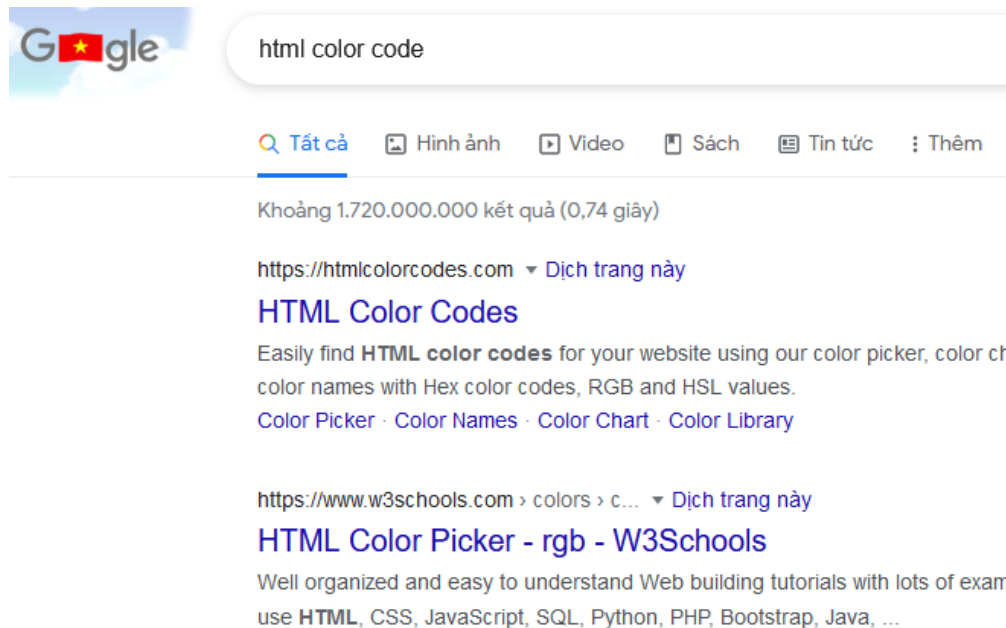 Google
html color code
Tất cả Hình ảnh Video Sách Tin tức Thêm
Khoảng 1.720.000.000 kết quả (0,74 giây)
https://htmlcolorcodes.com Dịch trang này
HTML Color Codes
Easily find HTML color codes for your website using our color picker, color
color names with Hex color codes, RGB and HSL values.
Color Picker · Color Names · Color Chart · Color Library
https://www.w3schools.com › colors › c... Dịch trang này
HTML Color Picker - rgb - W3Schools
Well organized and easy to understand Web building tutorials with lots of
use HTML, CSS, JavaScript, SQL, Python, PHP, Bootstrap, Java, ...